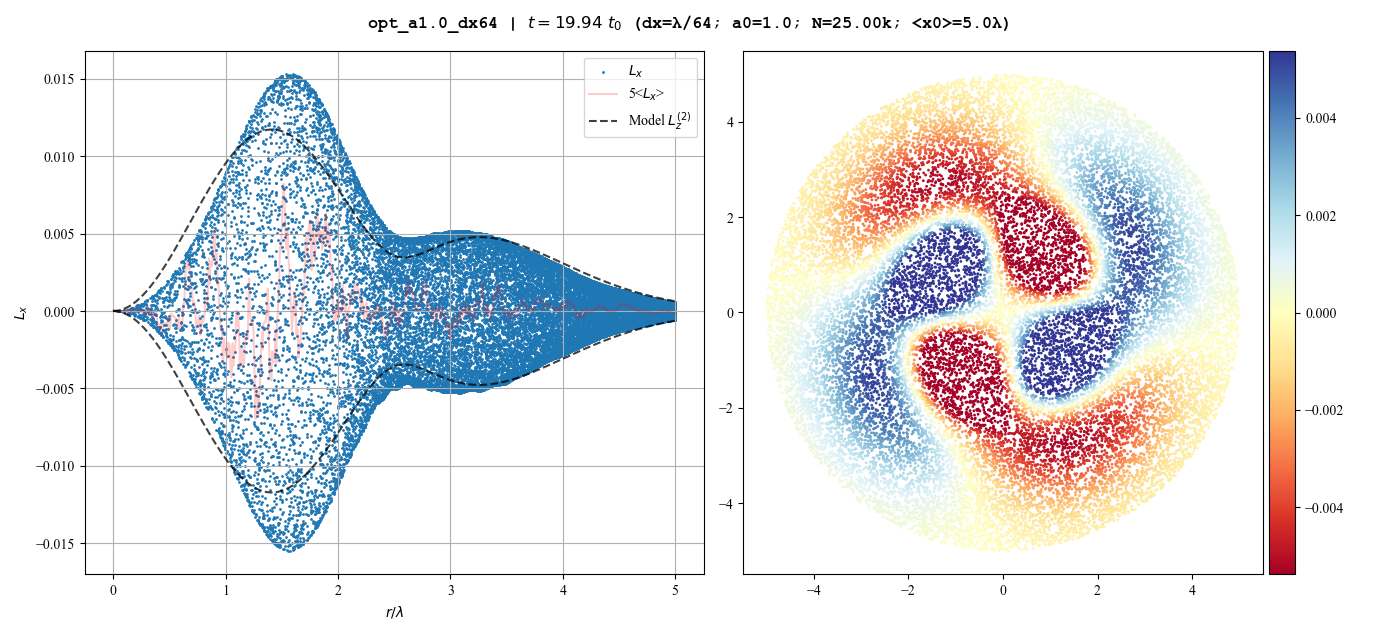 opt_a1.0_dx64 | t = 19.94 t₀ (dx=λ/64; a0=1.0; N=25.00k; <x0>=5.0λ)
0.015
0.010
0.005
0.000
−0.005
−0.010
−0.015
Lₓ
0 1 2 3 4 5
r/λ
Lₓ
5<Lₓ>
Model L_z^(2)
4
2
0
−2
−4
−4 −2 0 2 4
0.004
0.002
0.000
−0.002
−0.004